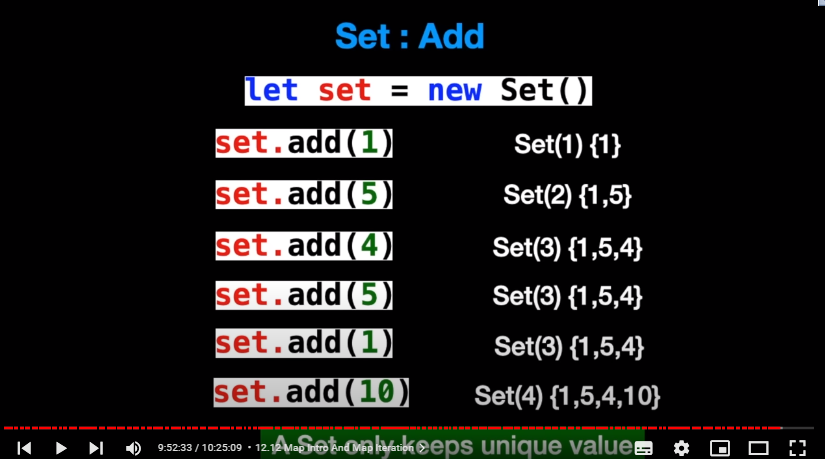 Set : Add
let set = new Set()
set.add(1) Set(1) {1}
set.add(5) Set(2) {1,5}
set.add(4) Set(3) {1,5,4}
set.add(5) Set(3) {1,5,4}
set.add(1) Set(3) {1,5,4}
set.add(10) Set(4) {1,5,4,10}
A Set only keeps unique value
9:52:33 / 10:25:09 • 12.12 Map Intro And Map Iteration >